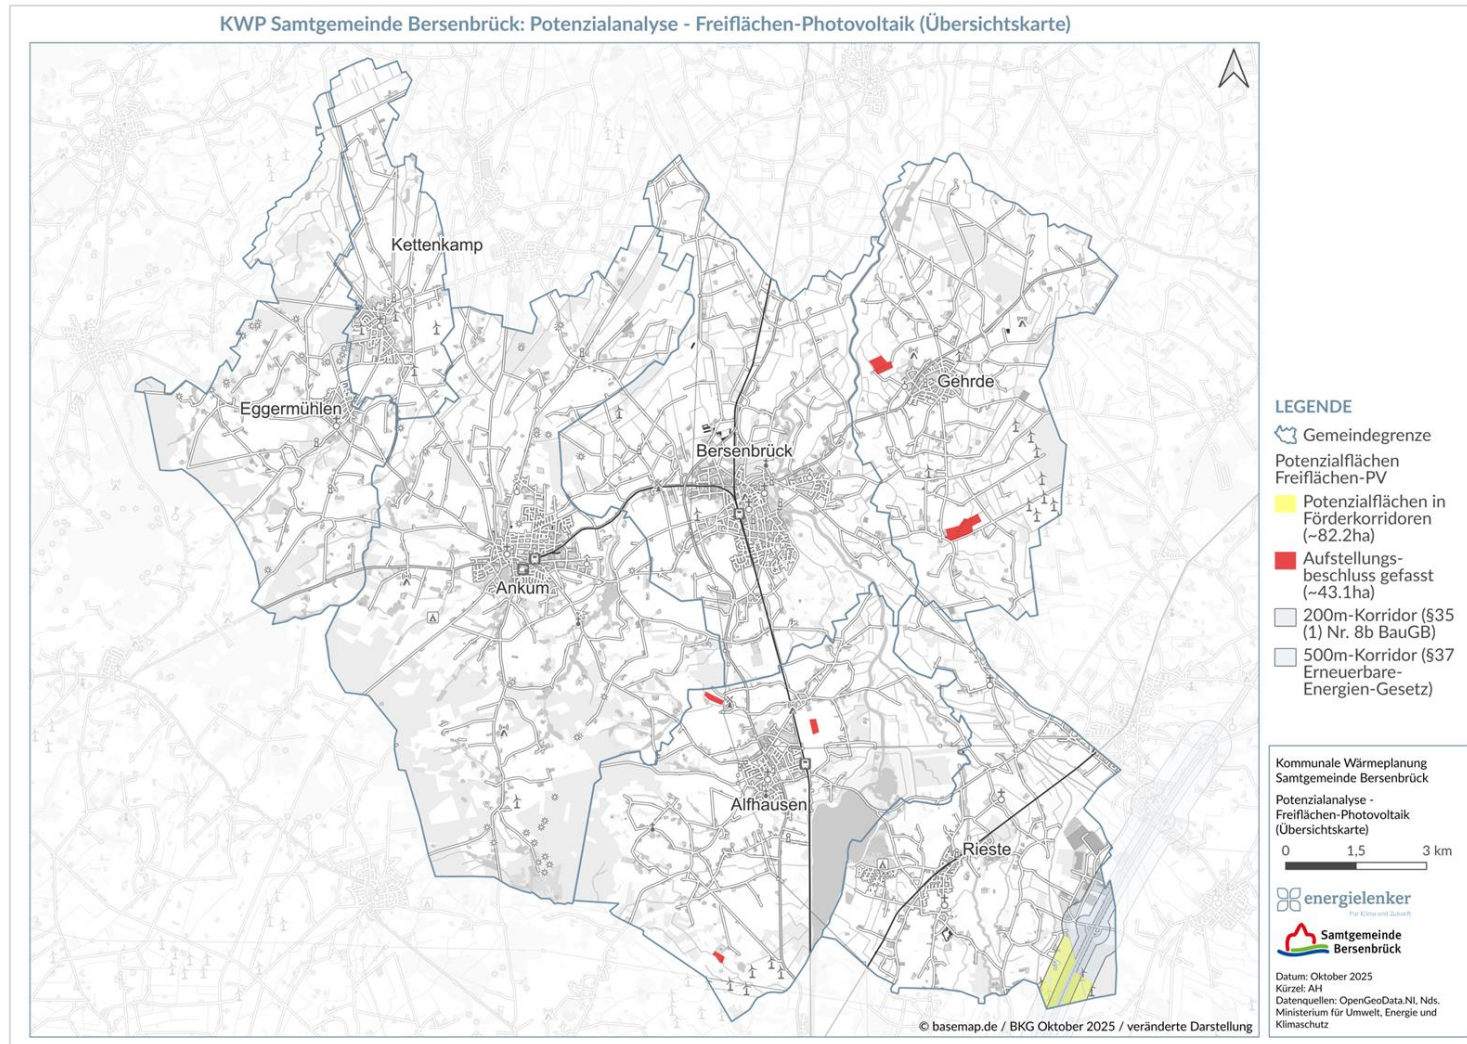 KWP Samtgemeinde Bersenbrück: Potenzialanalyse - Freiflächen-Photovoltaik (Übersichtskarte)
Kettenkamp
Eggermühlen
Gehrde
Bersenbrück
Ankum
Alfhausen
Rieste
© basemap.de / BKG Oktober 2025 / veränderte Darstellung
LEGENDE
Gemeindegrenze
Potenzialflächen
Freiflächen-PV
Potenzialflächen in
Förderkorridoren
(~82.2ha)
Aufstellungs-
beschluss gefasst
(~43.1ha)
200m-Korridor (§35
(1) Nr. 8b BauGB)
500m-Korridor (§37
Erneuerbare-
Energien-Gesetz)
Kommunale Wärmeplanung
Samtgemeinde Bersenbrück
Potenzialanalyse -
Freiflächen-Photovoltaik
(Übersichtskarte)
0 1,5 3 km
energielenker
Für Klima und Zukunft
Samtgemeinde
Bersenbrück
Datum: Oktober 2025
Kürzel: AH
Datenquellen: OpenGeoData.NI, Nds.
Ministerium für Umwelt, Energie und
Klimaschutz